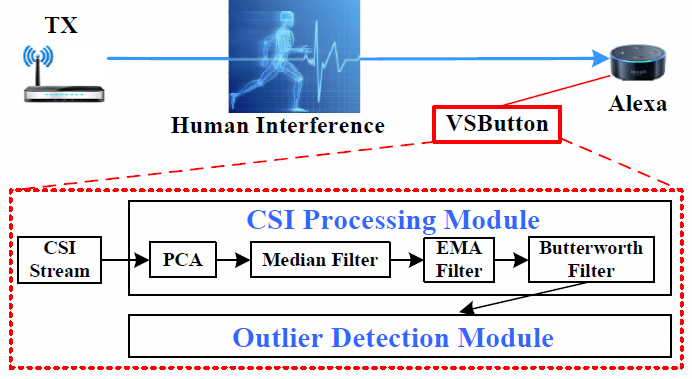 TX
Human Interference
Alexa
VSButton
CSI Processing Module
CSI
Stream
PCA
Median Filter
EMA
Filter
Butterworth
Filter
Outlier Detection Module